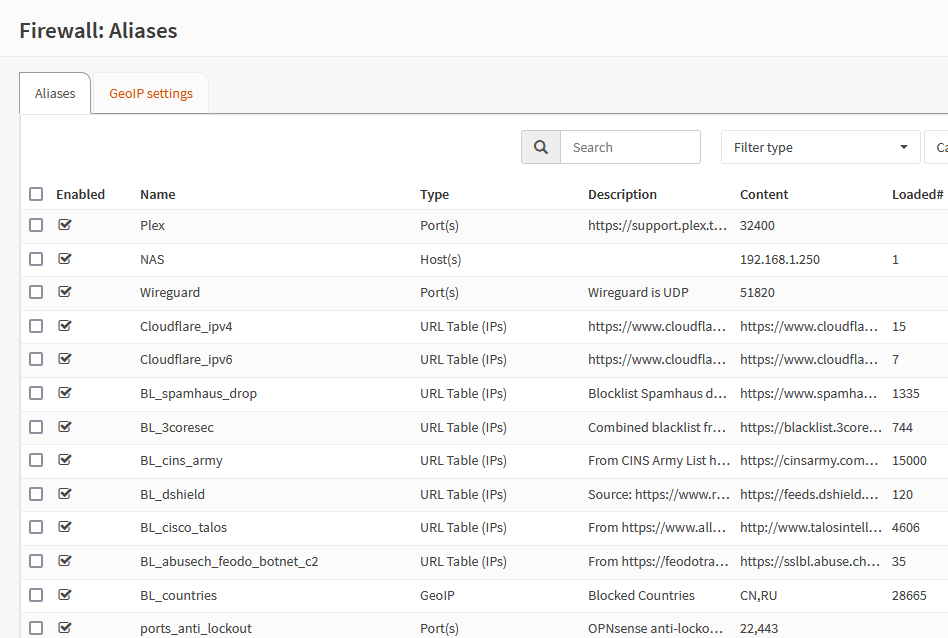 Firewall: Aliases
Aliases GeoIP settings
Search Filter type Ca
Enabled Name Type Description Content Loaded#
Plex Port(s) https://support.plex.t... 32400
NAS Host(s) 192.168.1.250 1
Wireguard Port(s) Wireguard is UDP 51820
Cloudflare_ipv4 URL Table (IPs) https://www.cloudfla... https://www.cloudfla... 15
Cloudflare_ipv6 URL Table (IPs) https://www.cloudfla... https://www.cloudfla... 7
BL_spamhaus_drop URL Table (IPs) Blocklist Spamhaus d... https://www.spamha... 1335
BL_3coresec URL Table (IPs) Combined blacklist fr... https://blacklist.3core... 744
BL_cins_army URL Table (IPs) From CINS Army List h... https://cinsarmy.com... 15000
BL_dshield URL Table (IPs) Source: https://www.r... https://feeds.dshield.... 120
BL_cisco_talos URL Table (IPs) From https://www.all... http://www.talosintell... 4606
BL_abusech_feodo_botnet_c2 URL Table (IPs) From https://feodotra... https://sslbl.abuse.ch... 35
BL_countries GeoIP Blocked Countries CN,RU 28665
ports_anti_lockout Port(s) OPNsense anti-locko... 22,443